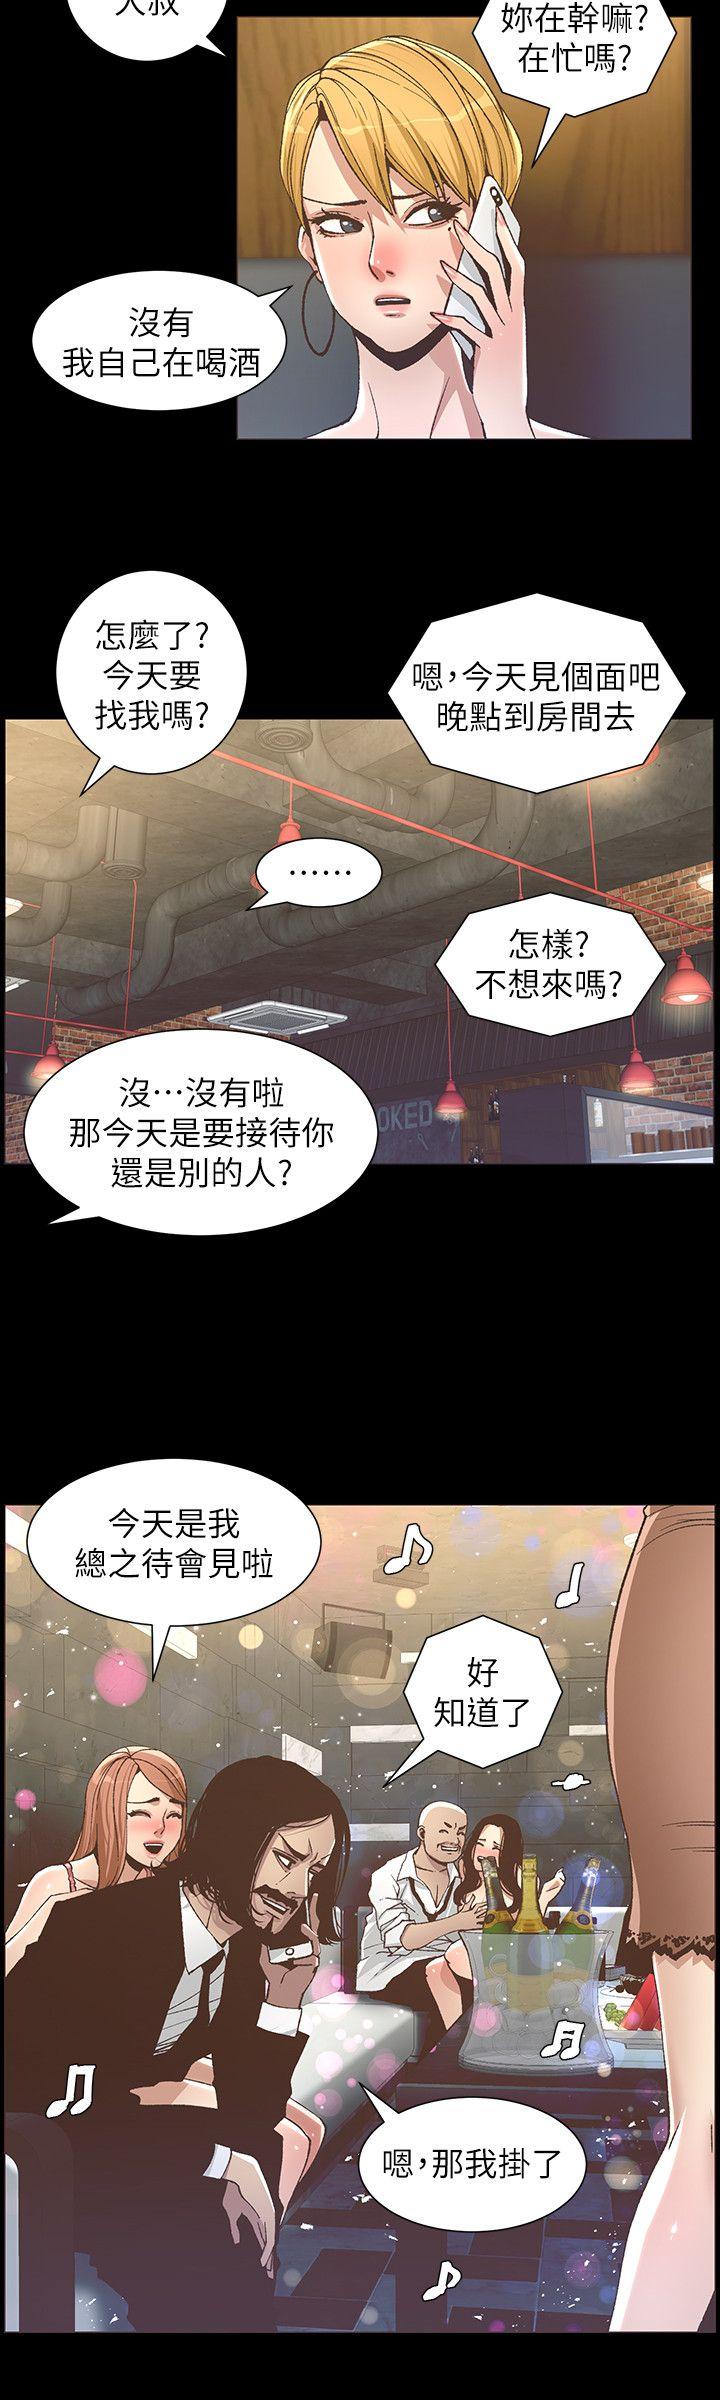 大叔
妳在幹嘛?
在忙嗎?
沒有
我自己在喝酒
怎麼了?
今天要
找我嗎?
嗯，今天見個面吧
晚點到房間去
⋯⋯
怎樣?
不想來嗎?
沒⋯沒有啦
那今天是要接待你
還是別的人?
OKED
今天是我
總之待會見啦
好
知道了
嗯，那我掛了